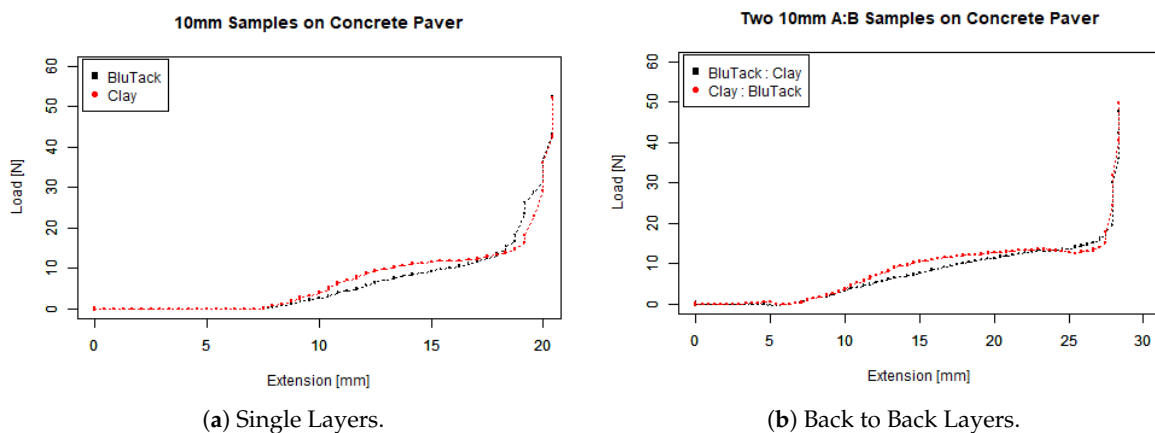 10mm Samples on Concrete Paver
BluTack
Clay
Load [N]
60
50
40
30
20
10
0
0 5 10 15 20
Extension [mm]
(a) Single Layers.
Two 10mm A:B Samples on Concrete Paver
BluTack : Clay
Clay : BluTack
Load [N]
60
50
40
30
20
10
0
0 5 10 15 20 25 30
Extension [mm]
(b) Back to Back Layers.